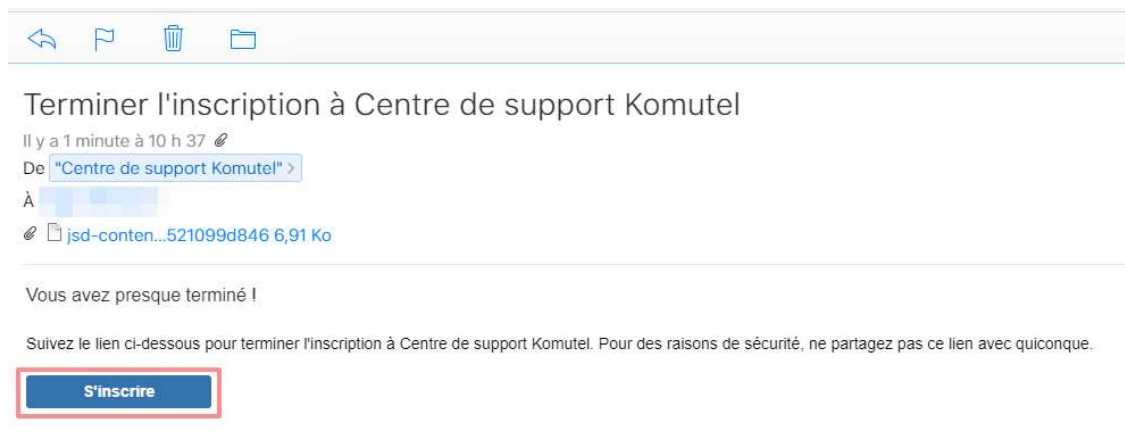 Terminer l'inscription à Centre de support Komutel
Il y a 1 minute à 10 h 37
De "Centre de support Komutel" >
À
jsd-conten...521099d846 6,91 Ko
Vous avez presque terminé !
Suivez le lien ci-dessous pour terminer l'inscription à Centre de support Komutel. Pour des raisons de sécurité, ne partagez pas ce lien avec quiconque.
S'inscrire